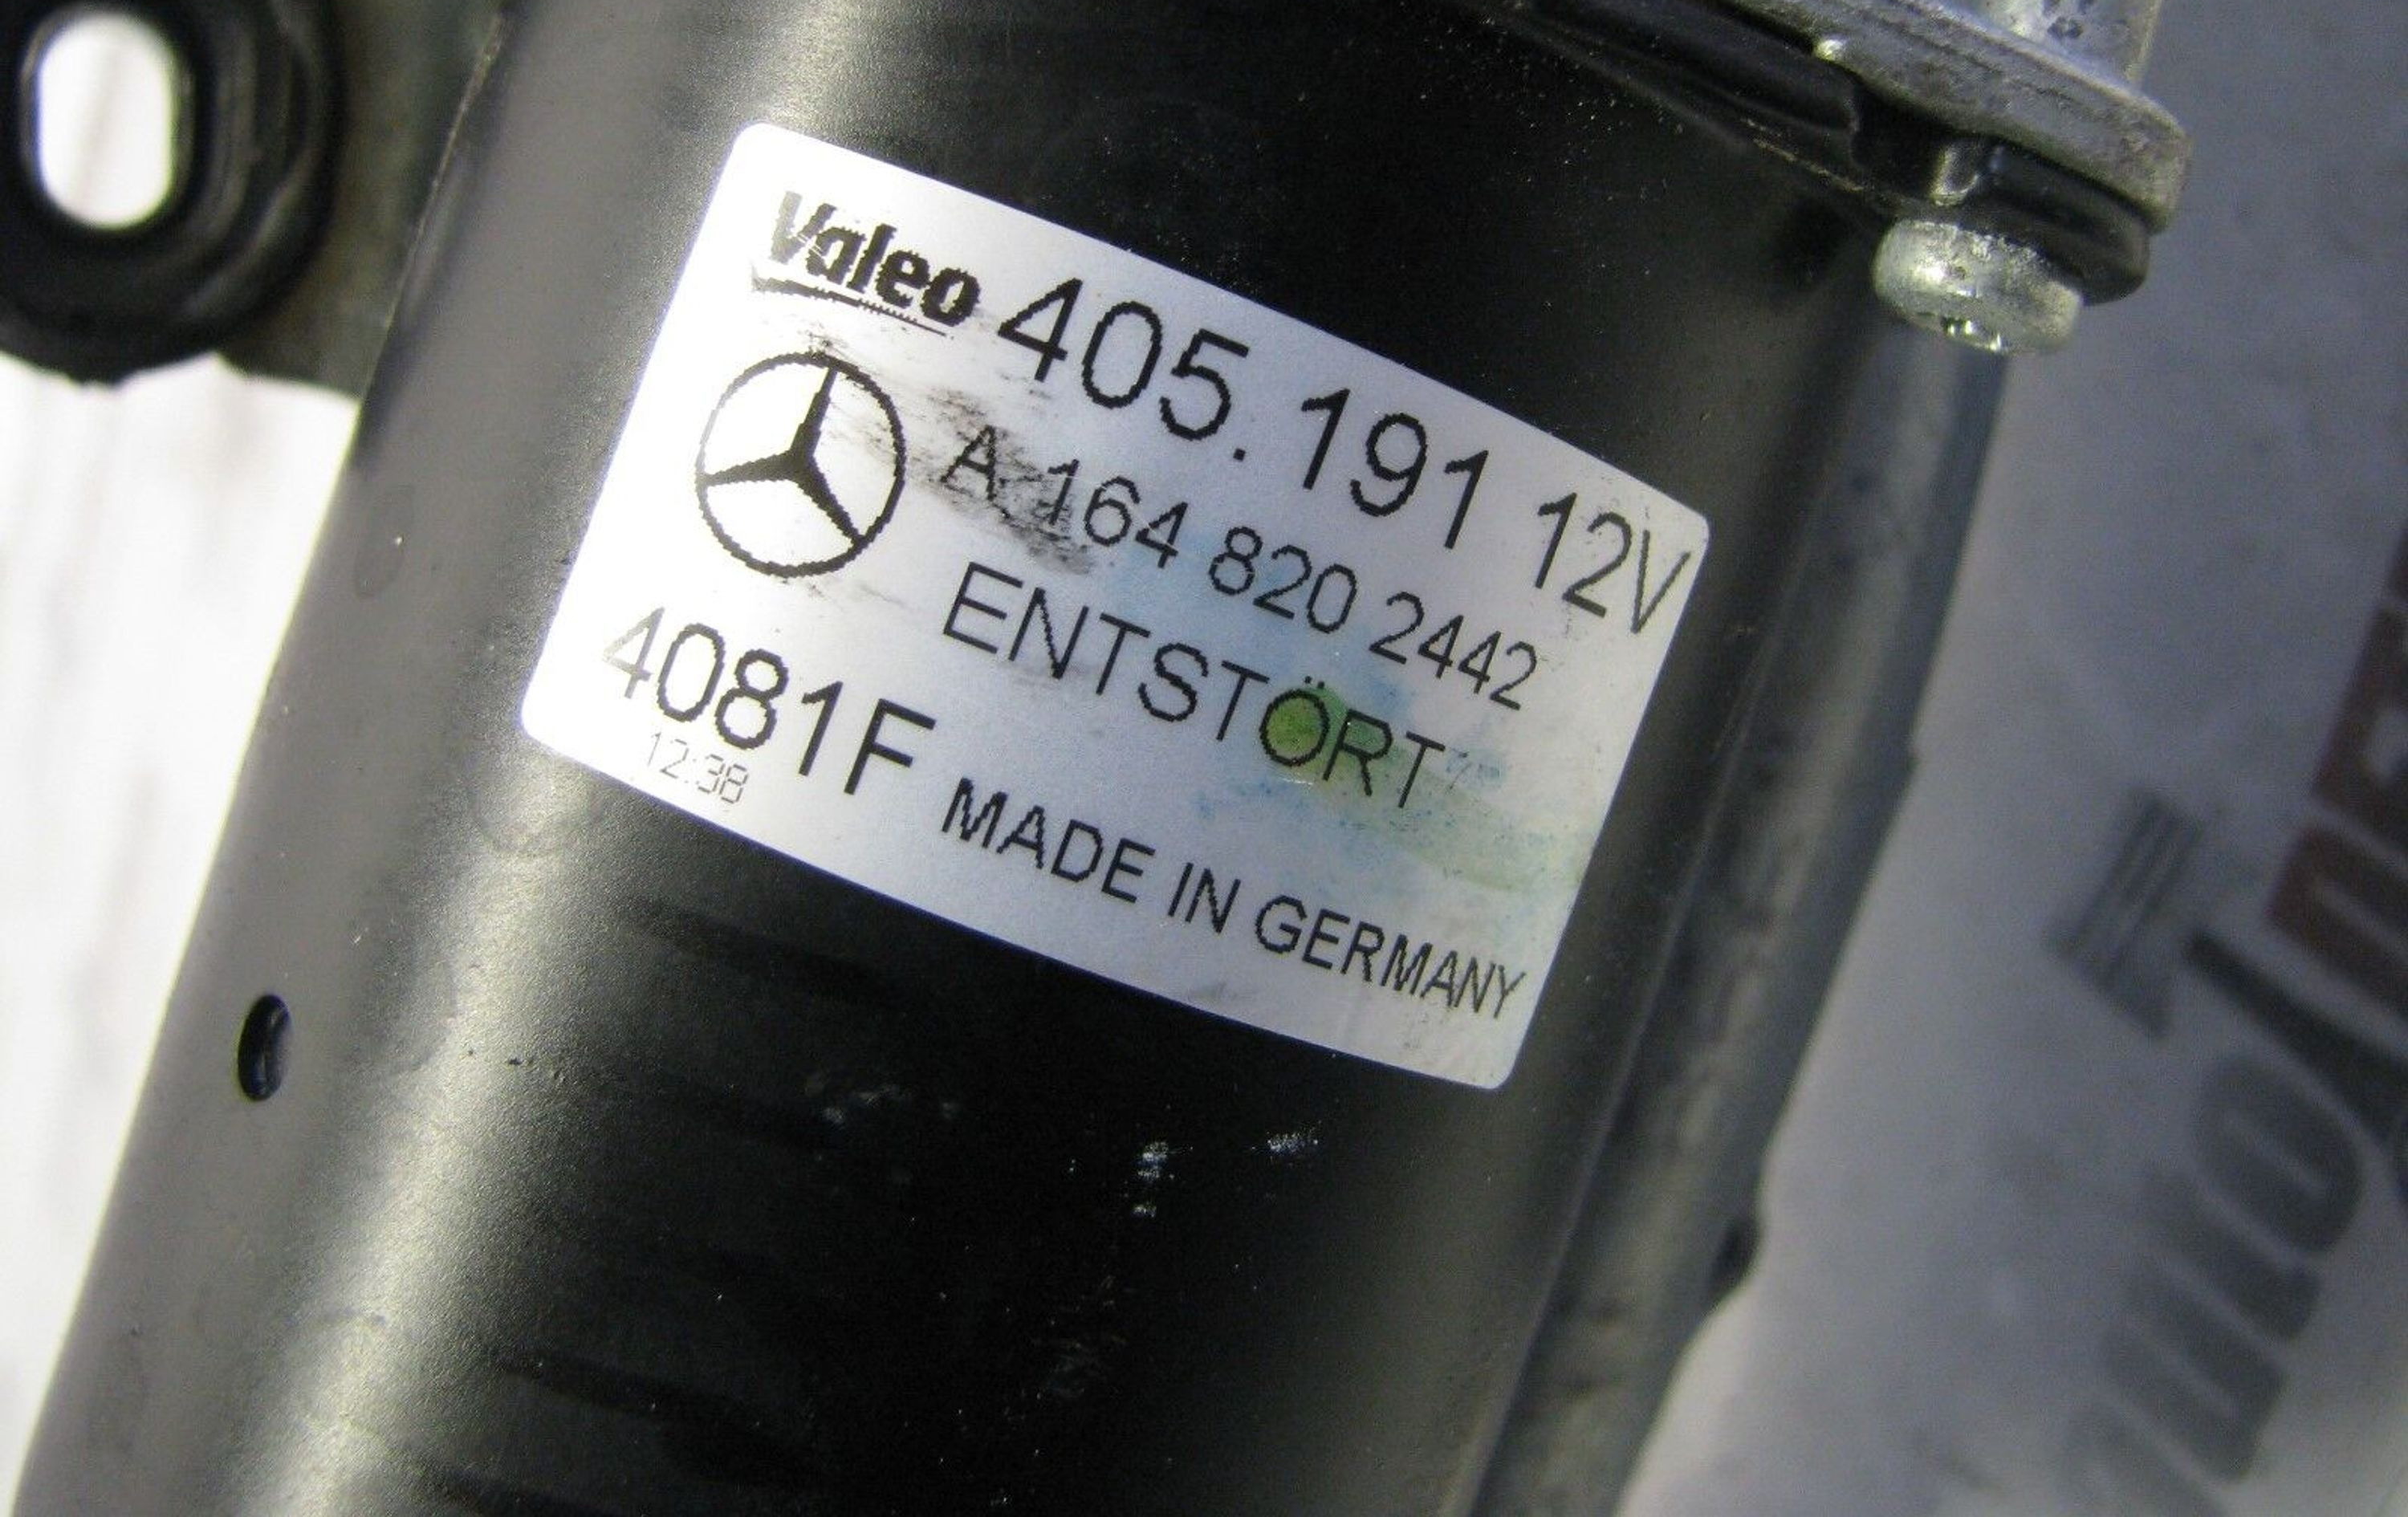 Valeo 405.191 12V
A 164 820 2442
ENTSTÖRT
4081F MADE IN GERMANY
12:38